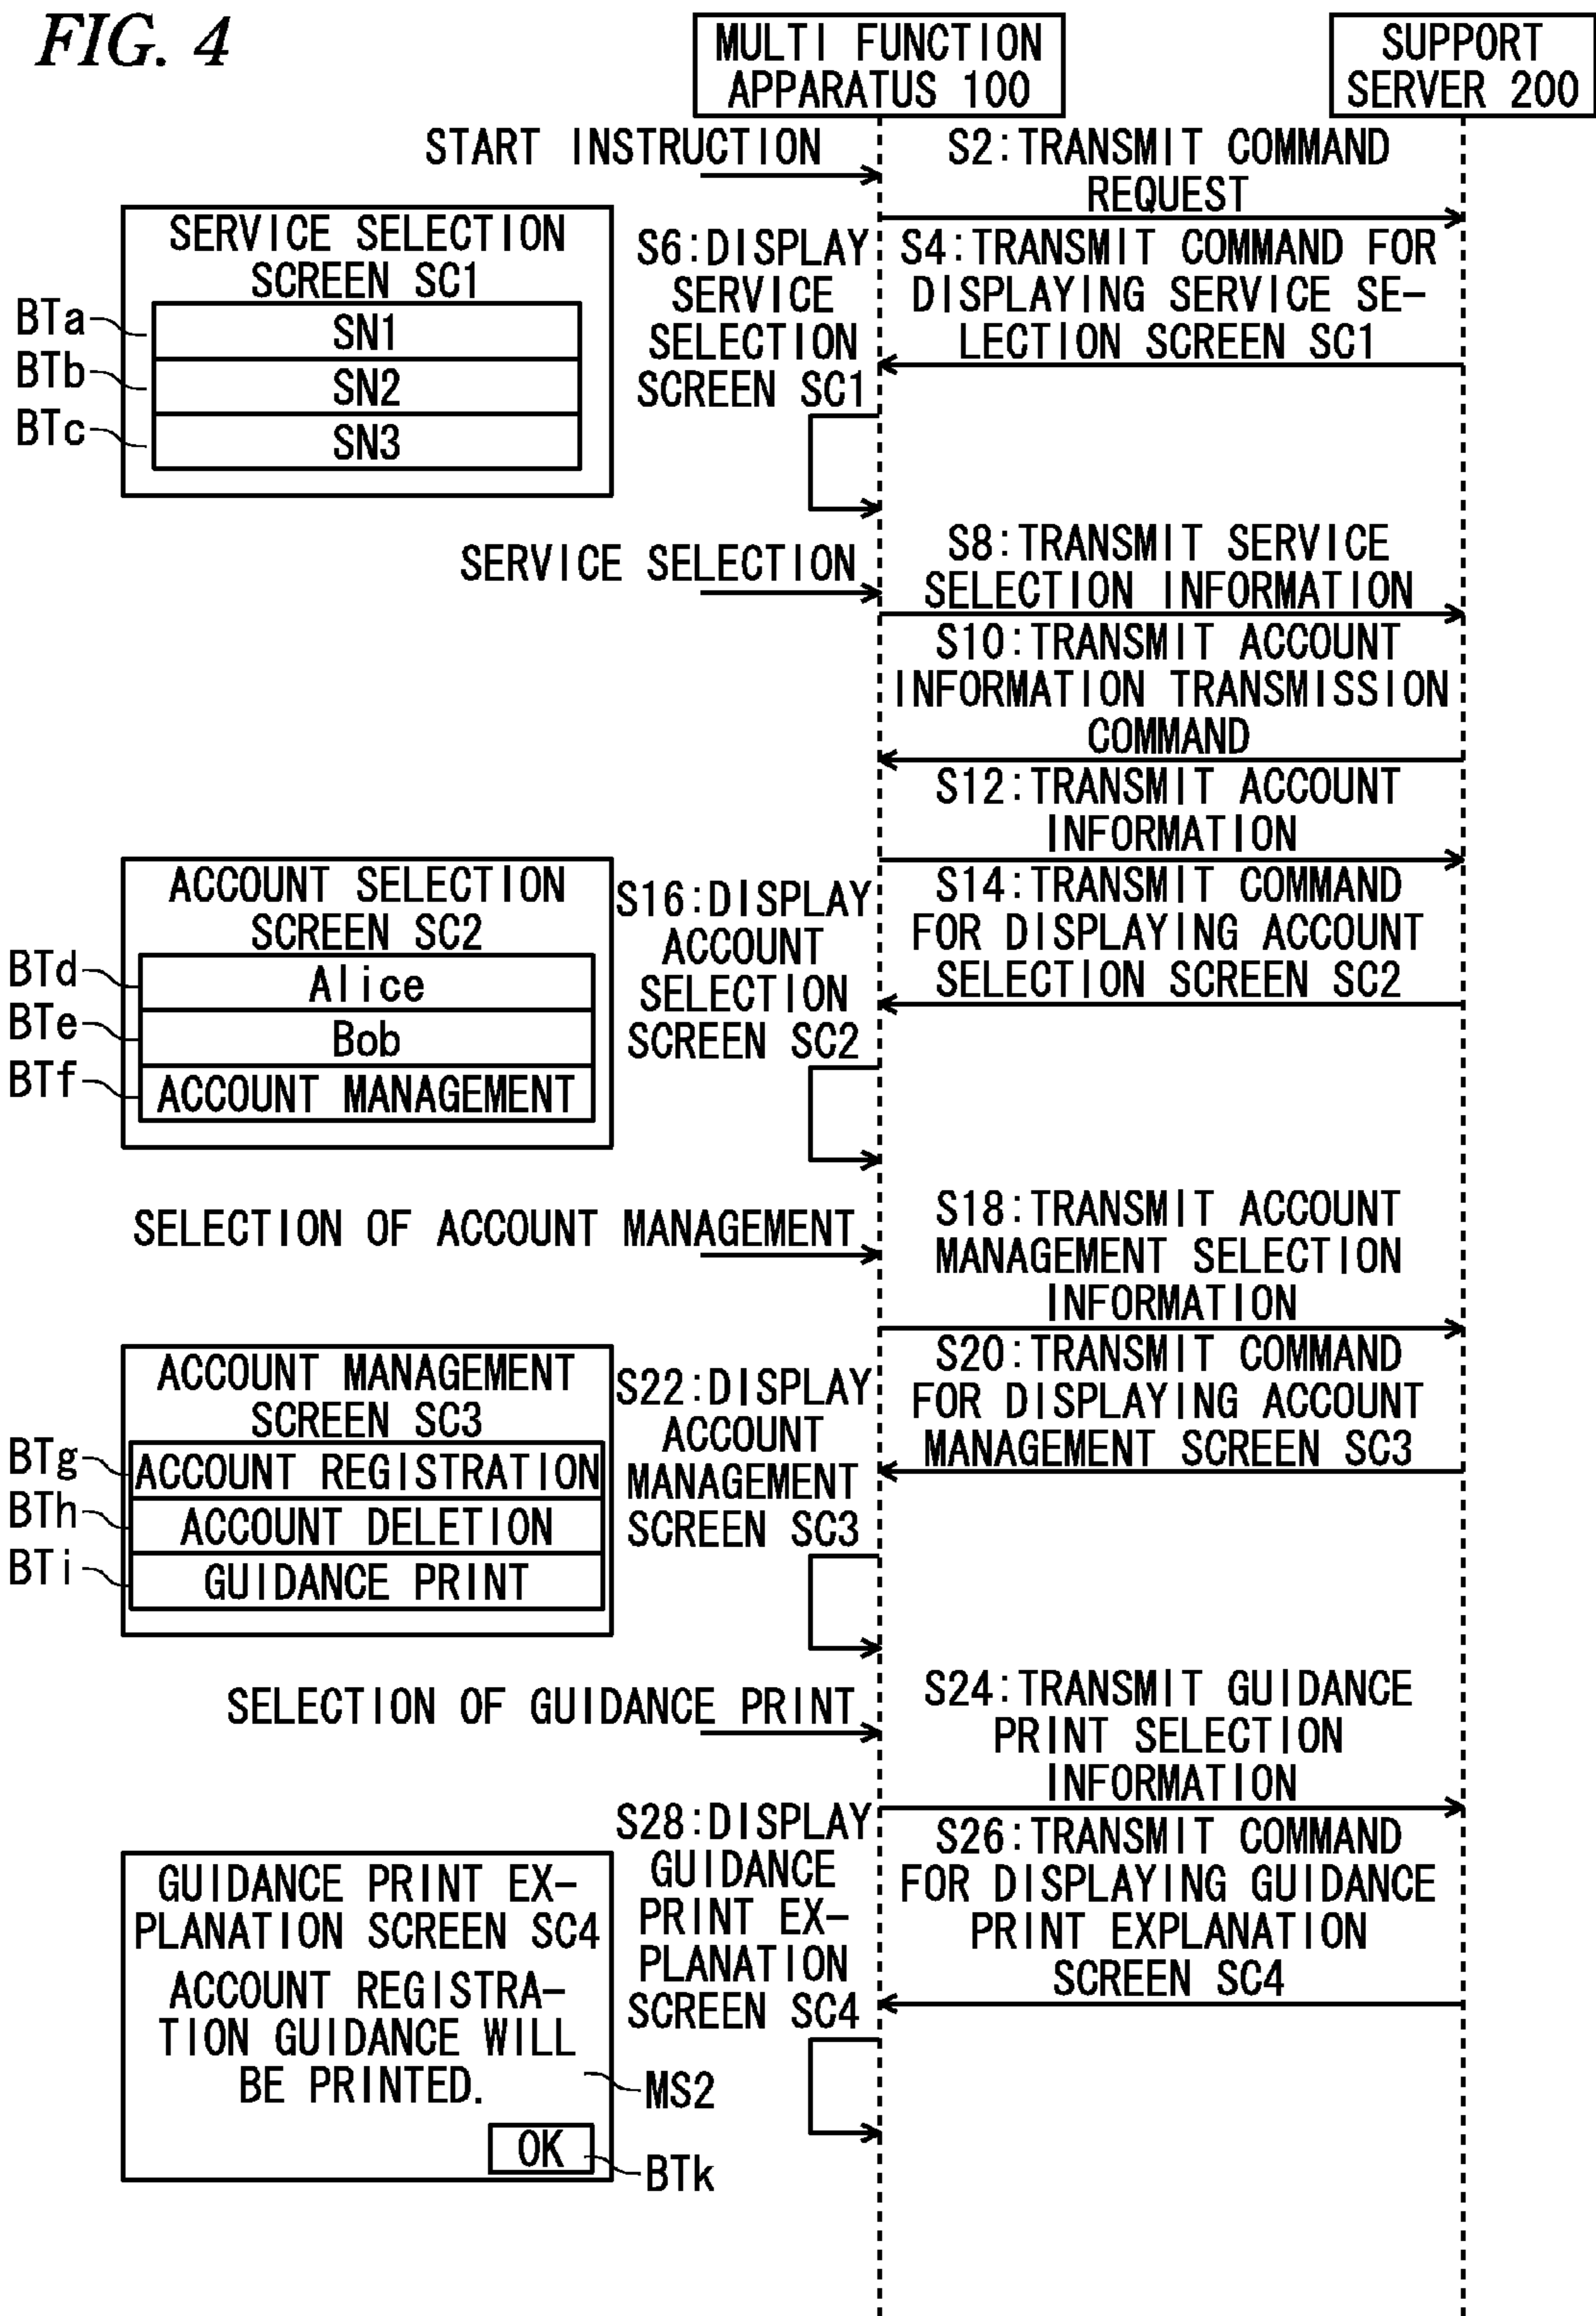 FIG. 4
MULTI FUNCTION
APPARATUS 100
SUPPORT
SERVER 200
START INSTRUCTION
S2:TRANSMIT COMMAND
REQUEST
SERVICE SELECTION
SCREEN SC1
BTa
SN1
BTb
SN2
BTc
SN3
S6:DISPLAY
SERVICE
SELECTION
SCREEN SC1
S4:TRANSMIT COMMAND FOR
DISPLAYING SERVICE SE-
LECTION SCREEN SC1
SERVICE SELECTION
S8:TRANSMIT SERVICE
SELECTION INFORMATION
S10:TRANSMIT ACCOUNT
INFORMATION TRANSMISSION
COMMAND
S12:TRANSMIT ACCOUNT
INFORMATION
ACCOUNT SELECTION
SCREEN SC2
BTd
Alice
BTe
Bob
BTf
ACCOUNT MANAGEMENT
S16:DISPLAY
ACCOUNT
SELECTION
SCREEN SC2
S14:TRANSMIT COMMAND
FOR DISPLAYING ACCOUNT
SELECTION SCREEN SC2
SELECTION OF ACCOUNT MANAGEMENT
S18:TRANSMIT ACCOUNT
MANAGEMENT SELECTION
INFORMATION
ACCOUNT MANAGEMENT
SCREEN SC3
BTg
ACCOUNT REGISTRATION
BTh
ACCOUNT DELETION
BTi
GUIDANCE PRINT
S22:DISPLAY
ACCOUNT
MANAGEMENT
SCREEN SC3
S20:TRANSMIT COMMAND
FOR DISPLAYING ACCOUNT
MANAGEMENT SCREEN SC3
SELECTION OF GUIDANCE PRINT
S24:TRANSMIT GUIDANCE
PRINT SELECTION
INFORMATION
GUIDANCE PRINT EX-
PLANATION SCREEN SC4
ACCOUNT REGISTRA-
TION GUIDANCE WILL
BE PRINTED.
MS2
OK
BTk
S28:DISPLAY
GUIDANCE
PRINT EX-
PLANATION
SCREEN SC4
S26:TRANSMIT COMMAND
FOR DISPLAYING GUIDANCE
PRINT EXPLANATION
SCREEN SC4